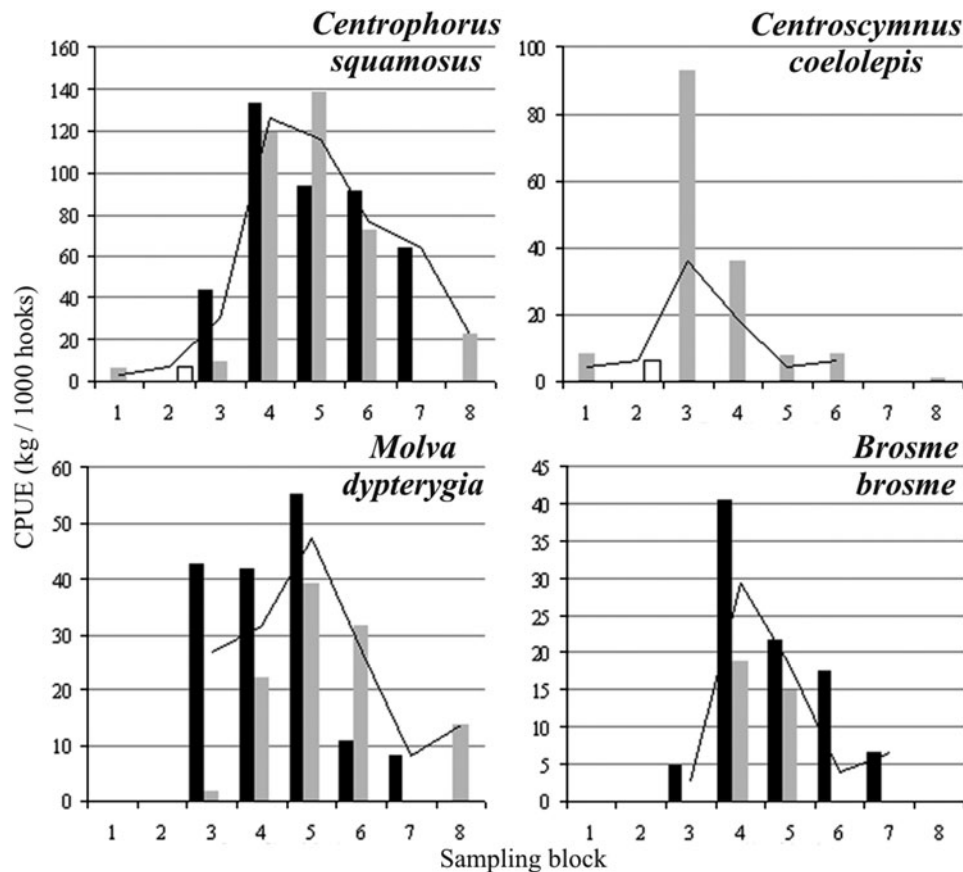 Centrophorus
squamosus
160
140
120
100
80
60
40
20
0
1 2 3 4 5 6 7 8
Centroscymnus
coelolepis
100
80
60
40
20
0
1 2 3 4 5 6 7 8
CPUE (kg / 1000 hooks)
Molva
dypterygia
60
50
40
30
20
10
0
1 2 3 4 5 6 7 8
Brosme
brosme
45
40
35
30
25
20
15
10
5
0
1 2 3 4 5 6 7 8
Sampling block